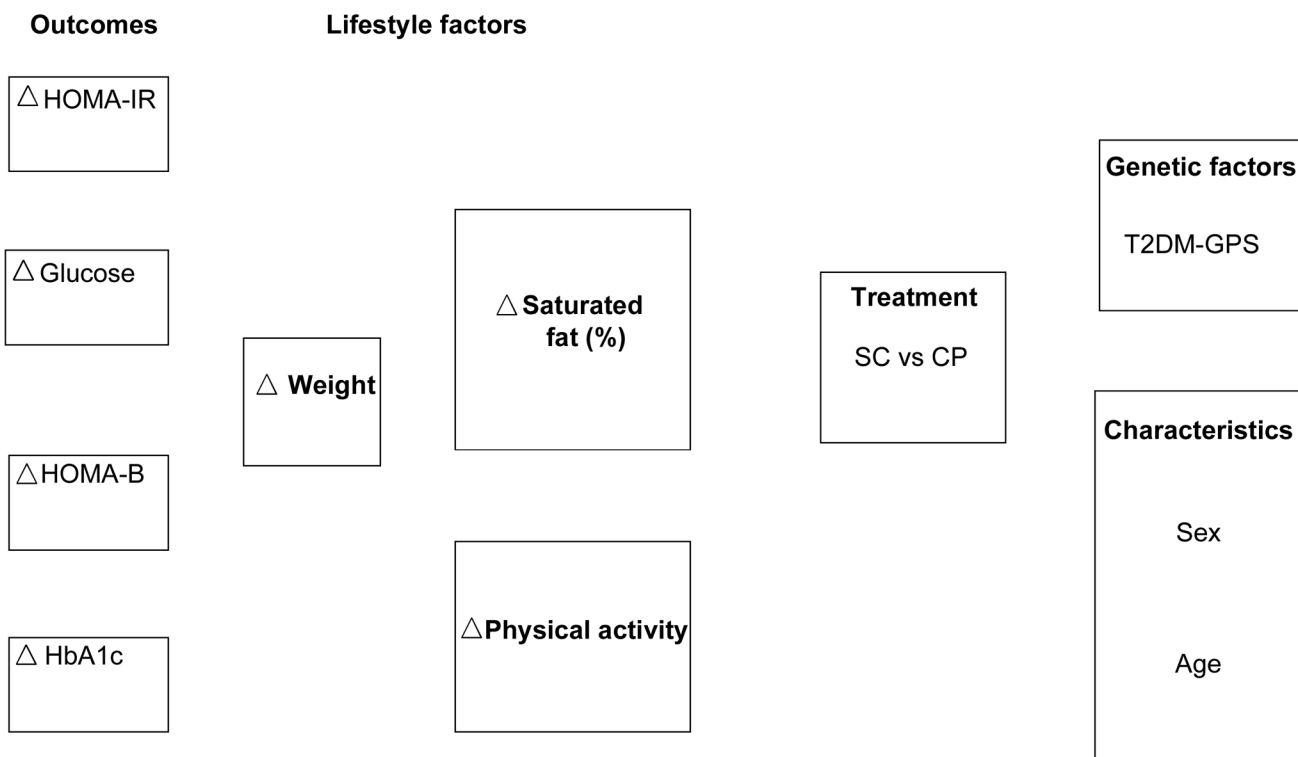 Outcomes
Lifestyle factors
△ HOMA-IR
△ Glucose
△ HOMA-B
△ HbA1c
△ Weight
△ Saturated
fat (%)
△ Physical activity
Treatment
SC vs CP
Genetic factors
T2DM-GPS
Characteristics
Sex
Age